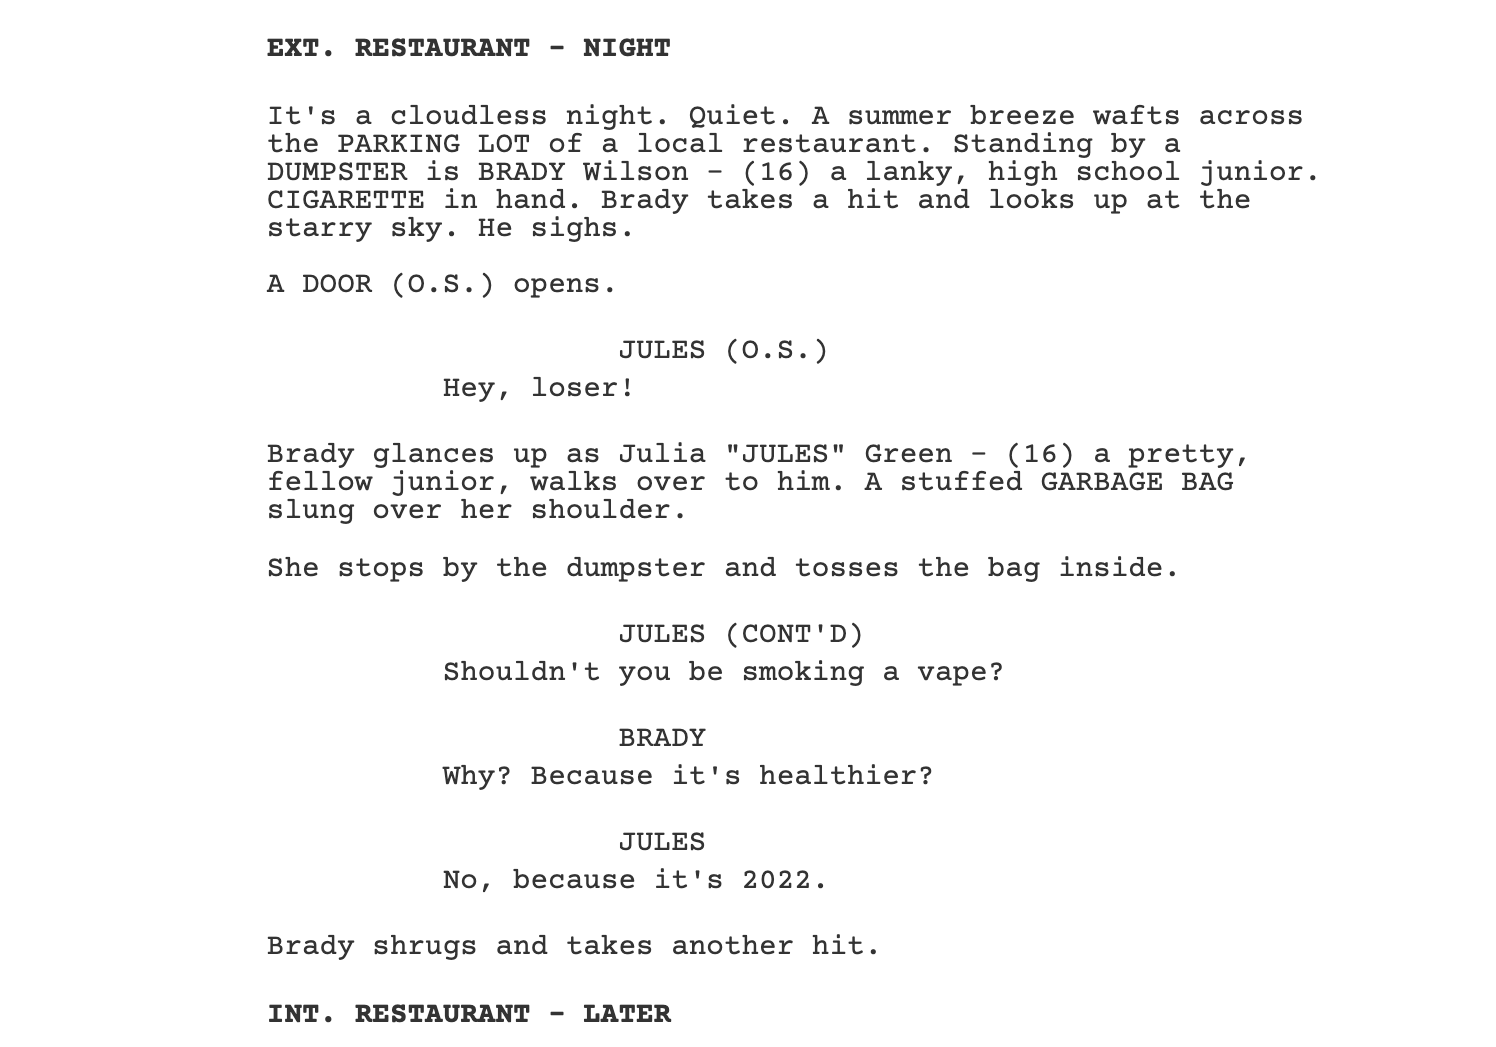 EXT. RESTAURANT - NIGHT
It's a cloudless night. Quiet. A summer breeze wafts across
the PARKING LOT of a local restaurant. Standing by a
DUMPSTER is BRADY Wilson - (16) a lanky, high school junior.
CIGARETTE in hand. Brady takes a hit and looks up at the
starry sky. He sighs.
A DOOR (O.S.) opens.
JULES (O.S.)
Hey, loser!
Brady glances up as Julia "JULES" Green - (16) a pretty,
fellow junior, walks over to him. A stuffed GARBAGE BAG
slung over her shoulder.
She stops by the dumpster and tosses the bag inside.
JULES (CONT'D)
Shouldn't you be smoking a vape?
BRADY
Why? Because it's healthier?
JULES
No, because it's 2022.
Brady shrugs and takes another hit.
INT. RESTAURANT - LATER